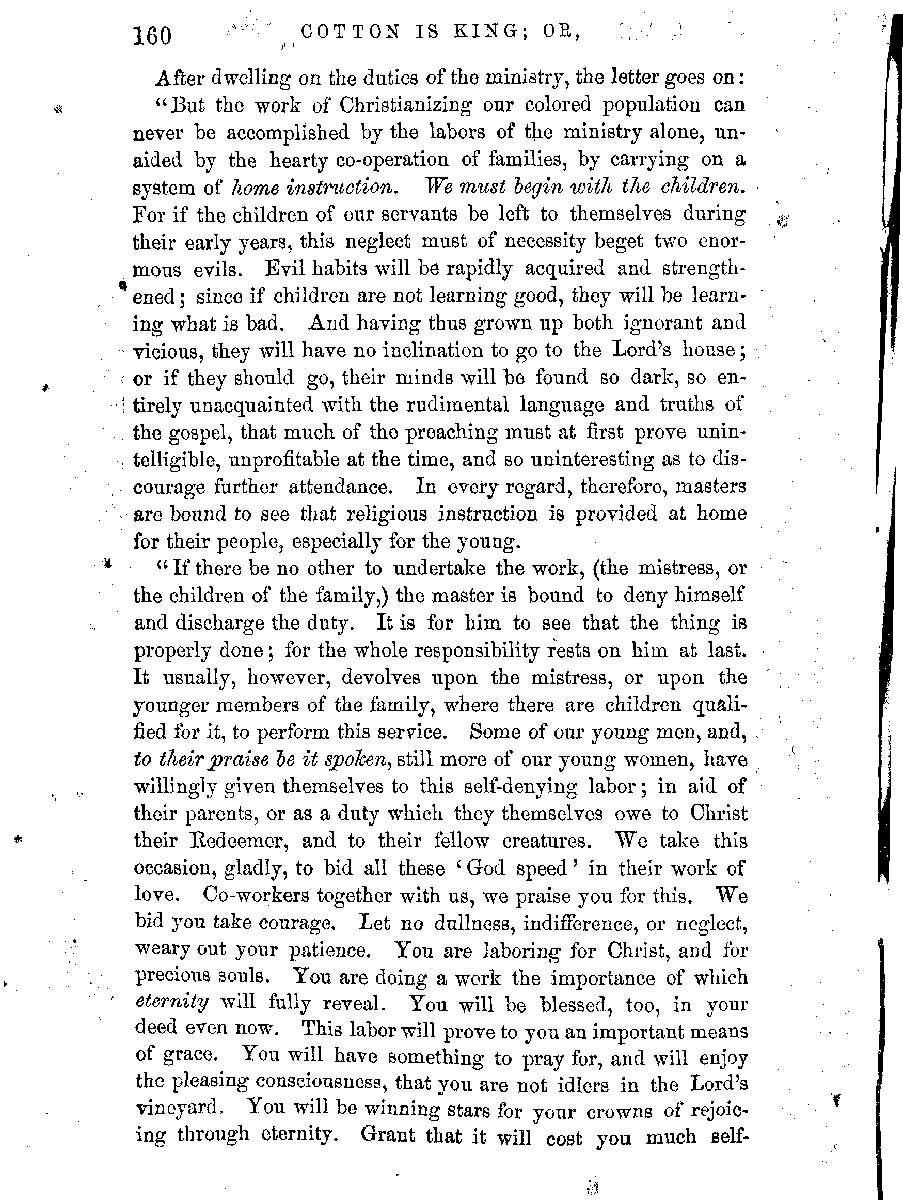 160 COTTON IS KING; OR,
After dwelling on the duties of the ministry, the letter goes on:
"But the work of Christianizing our colored population can
never be accomplished by the labors of the ministry alone, un-
aided by the hearty co-operation of families, by carrying on a
system of home instruction. We must begin with the children.
For if the children of our servants be left to themselves during
their early years, this neglect must of necessity beget two enor-
mous evils. Evil habits will be rapidly acquired and strength-
ened; since if children are not learning good, they will be learn-
ing what is bad. And having thus grown up both ignorant and
vicious, they will have no inclination to go to the Lord's house;
or if they should go, their minds will be found so dark, so en-
tirely unacquainted with the rudimental language and truths of
the gospel, that much of the preaching must at first prove unin-
telligible, unprofitable at the time, and so uninteresting as to dis-
courage further attendance. In every regard, therefore, masters
are bound to see that religious instruction is provided at home
for their people, especially for the young.
"If there be no other to undertake the work, (the mistress, or
the children of the family,) the master is bound to deny himself
and discharge the duty. It is for him to see that the thing is
properly done; for the whole responsibility rests on him at last.
It usually, however, devolves upon the mistress, or upon the
younger members of the family, where there are children quali-
fied for it, to perform this service. Some of our young men, and,
to their praise be it spoken, still more of our young women, have
willingly given themselves to this self-denying labor; in aid of
their parents, or as a duty which they themselves owe to Christ
their Redeemer, and to their fellow creatures. We take this
occasion, gladly, to bid all these 'God speed' in their work of
love. Co-workers together with us, we praise you for this. We
bid you take courage. Let no dullness, indifference, or neglect,
weary out your patience. You are laboring for Christ, and for
precious souls. You are doing a work the importance of which
eternity will fully reveal. You will be blessed, too, in your
deed even now. This labor will prove to you an important means
of grace. You will have something to pray for, and will enjoy
the pleasing consciousness, that you are not idlers in the Lord's
vineyard. You will be winning stars for your crowns of rejoic-
ing through eternity. Grant that it will cost you much self-